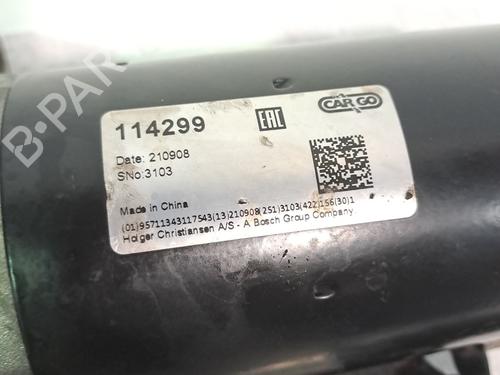 B-PARTS
114299
EAC
CARGO
Date: 210908
SNo:3103
Made in China
(01)95711343117543(13)210908(251)3103(422)156(30)1
Holger Christiansen A/S - A Bosch Group Company